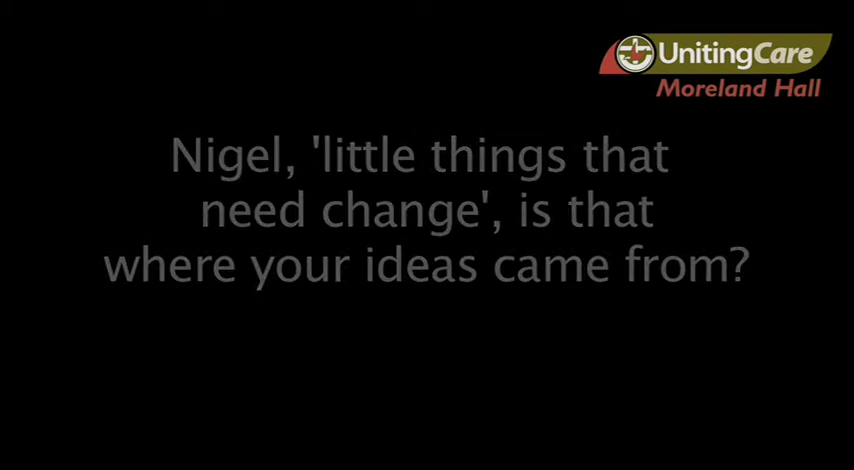 UnitingCare
Moreland Hall
Nigel, 'little things that
need change', is that
where your ideas came from?